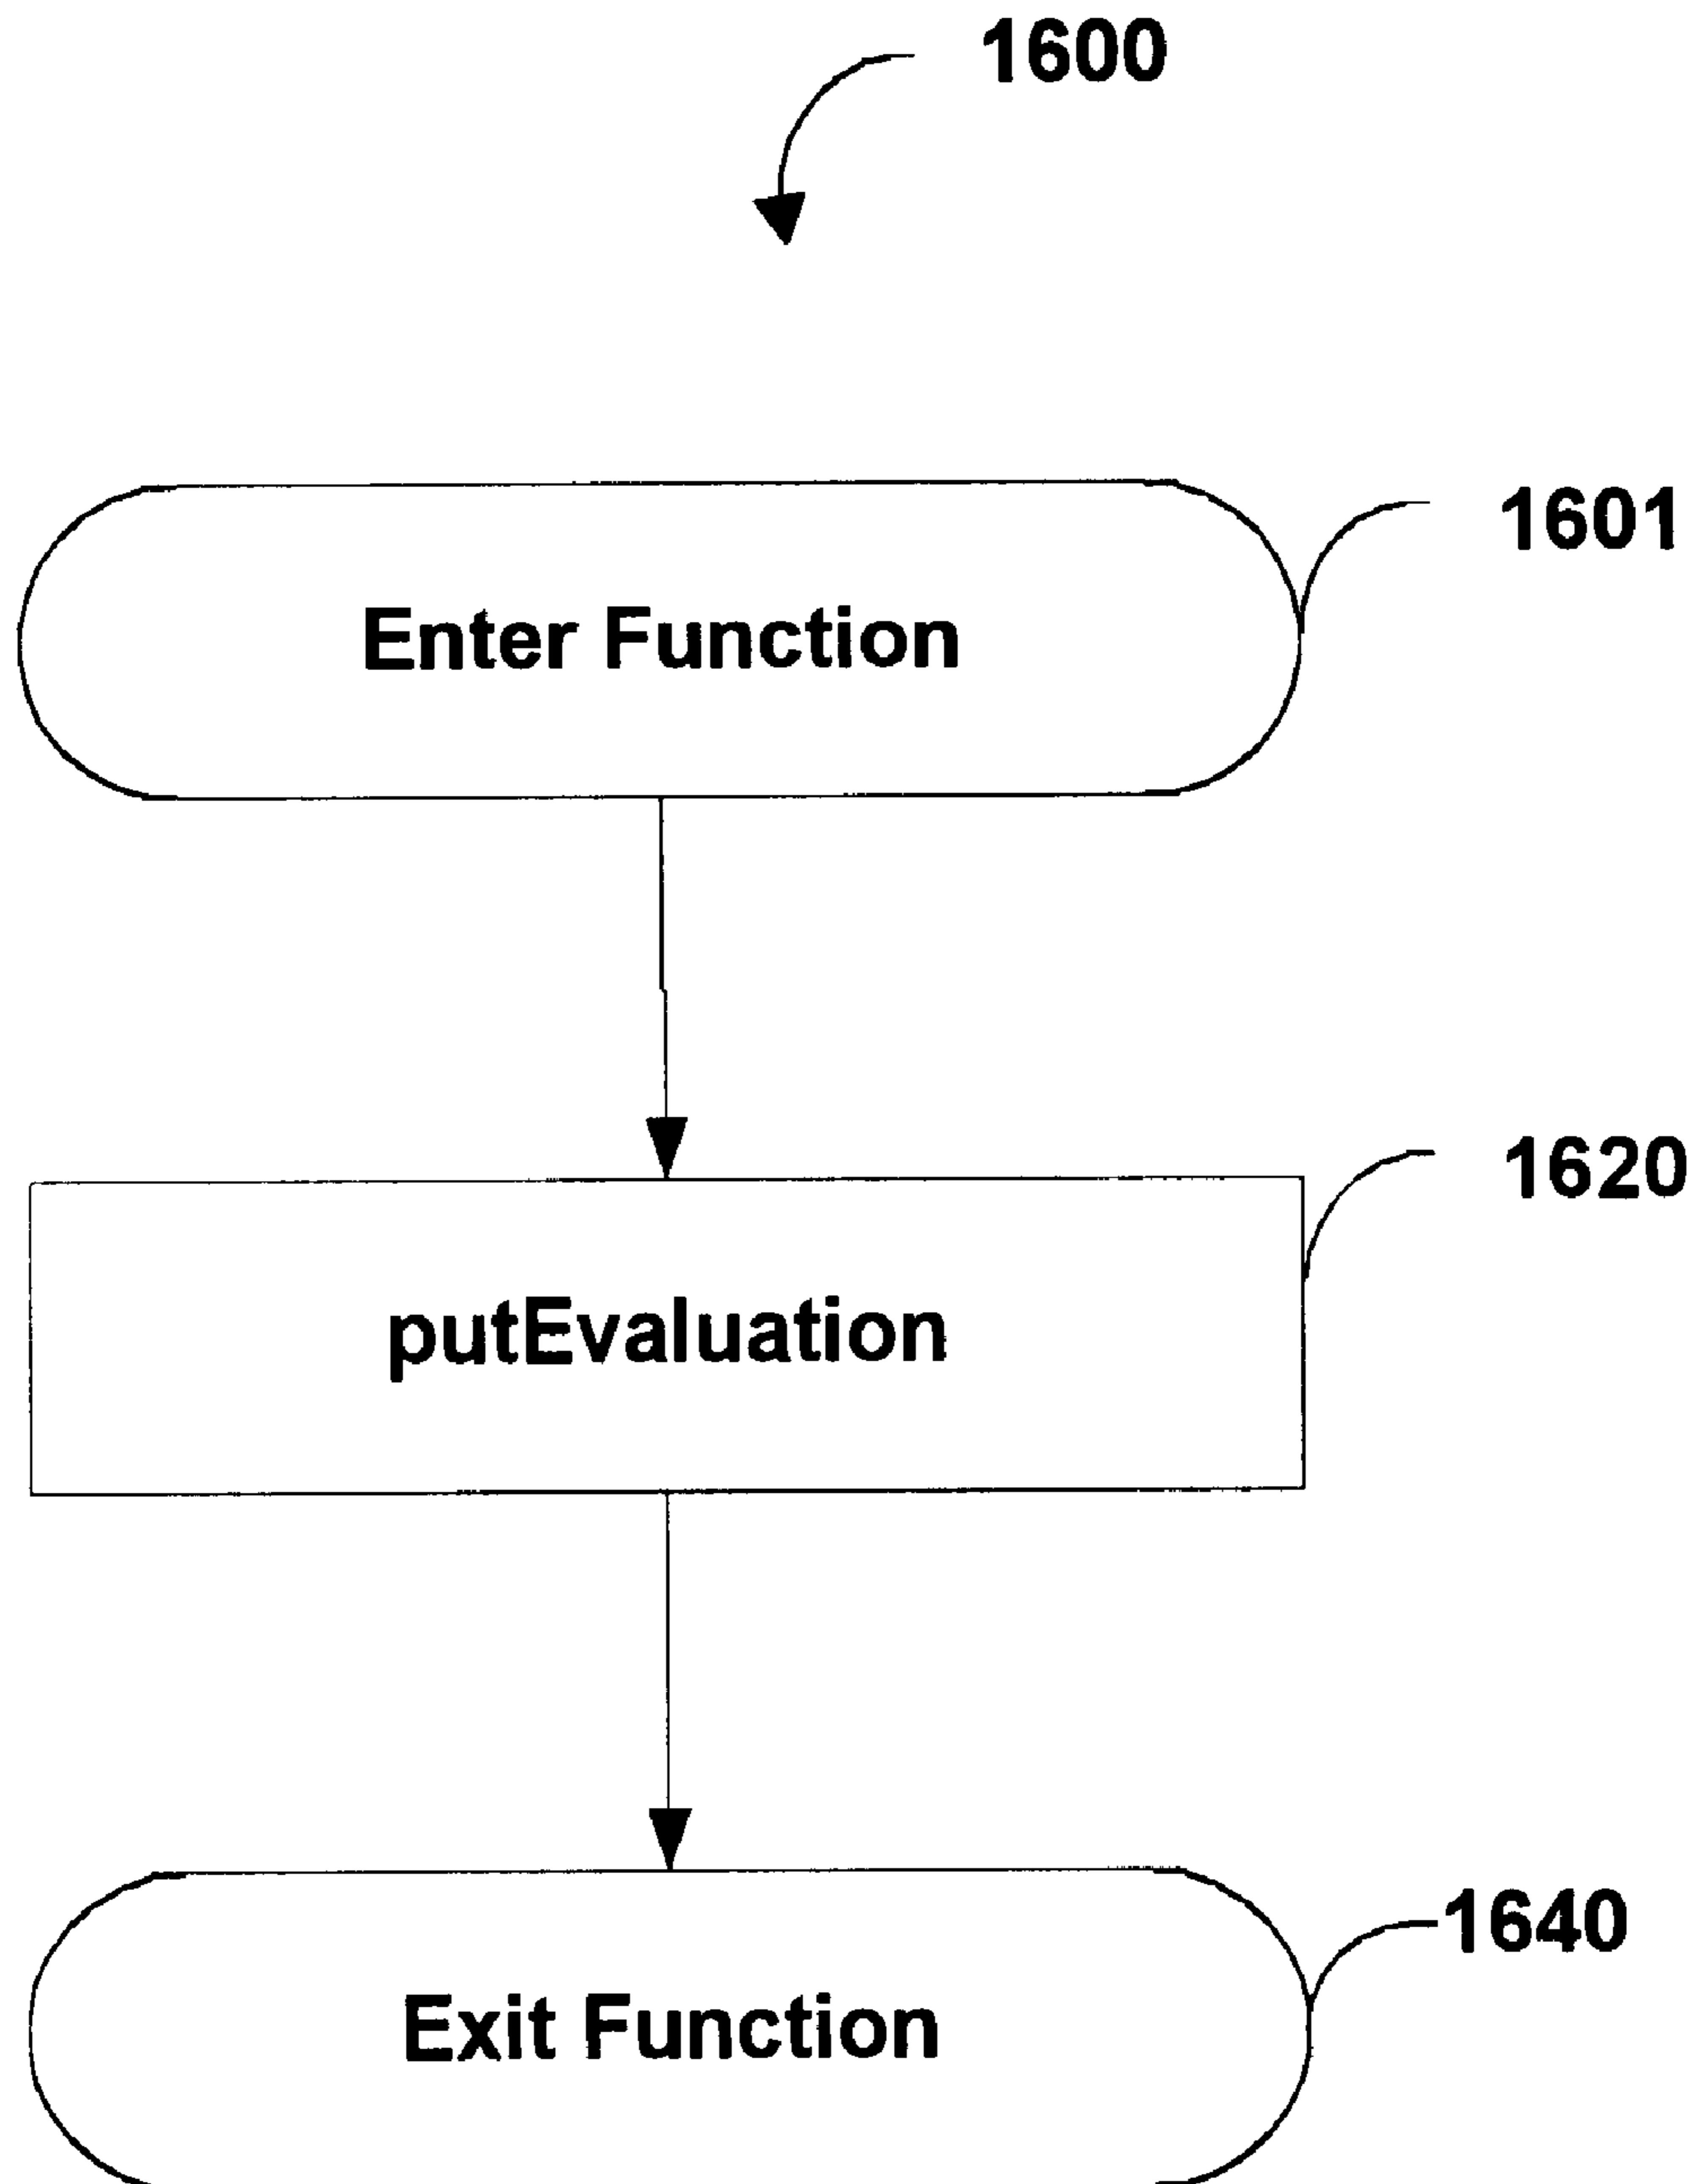 1600
1601
Enter Function
1620
putEvaluation
1640
Exit Function